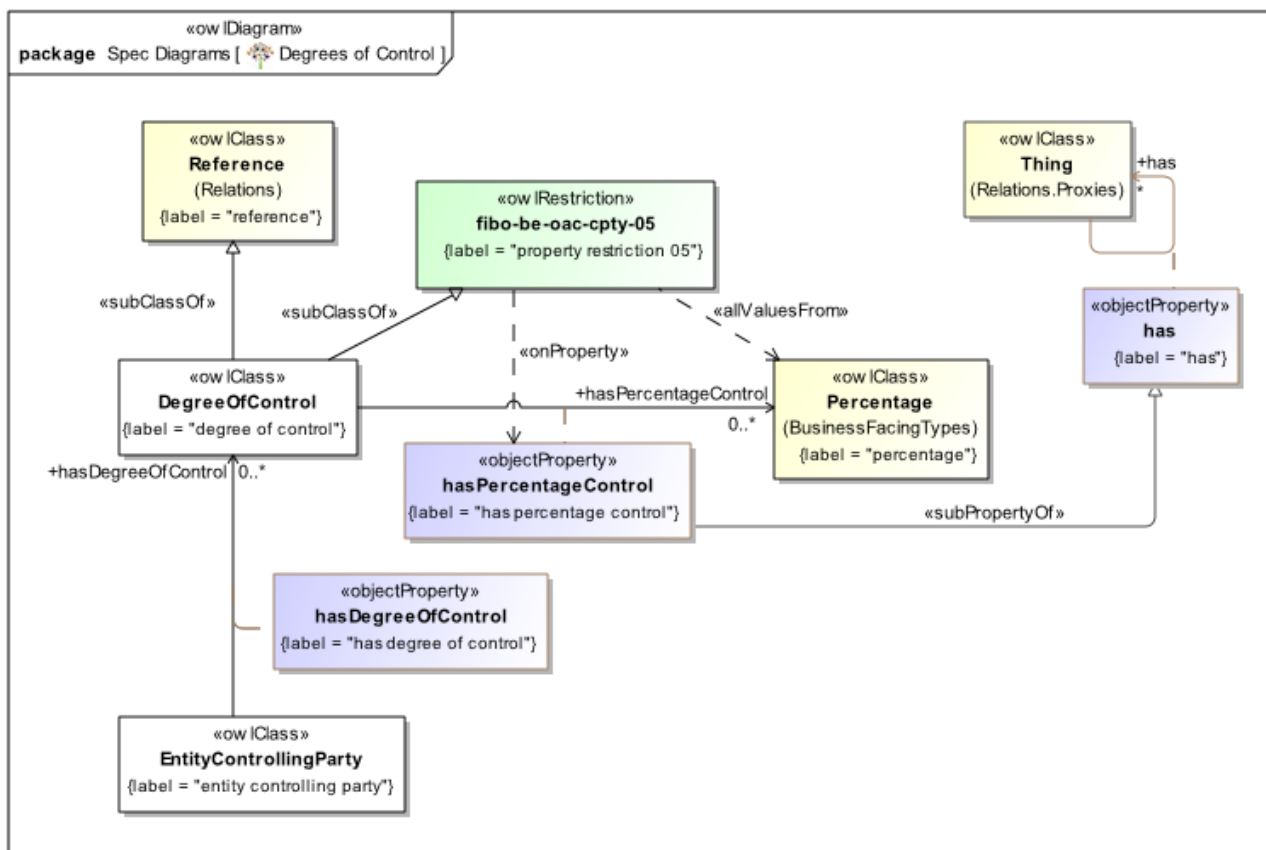 «owlDiagram»
package Spec Diagrams [ Degrees of Control ]
«owlClass»
Reference
(Relations)
{label = "reference"}
«owlRestriction»
fibo-be-oac-cpty-05
{label = "property restriction 05"}
«owlClass»
Thing
(Relations.Proxies)
+has
*
«subClassOf»
«subClassOf»
«allValuesFrom»
«onProperty»
«objectProperty»
has
{label = "has"}
«owlClass»
DegreeOfControl
{label = "degree of control"}
+hasPercentageControl
0..*
«owlClass»
Percentage
(BusinessFacingTypes)
{label = "percentage"}
+hasDegreeOfControl 0..*
«objectProperty»
hasPercentageControl
{label = "has percentage control"}
«subPropertyOf»
«objectProperty»
hasDegreeOfControl
{label = "has degree of control"}
«owlClass»
EntityControllingParty
{label = "entity controlling party"}